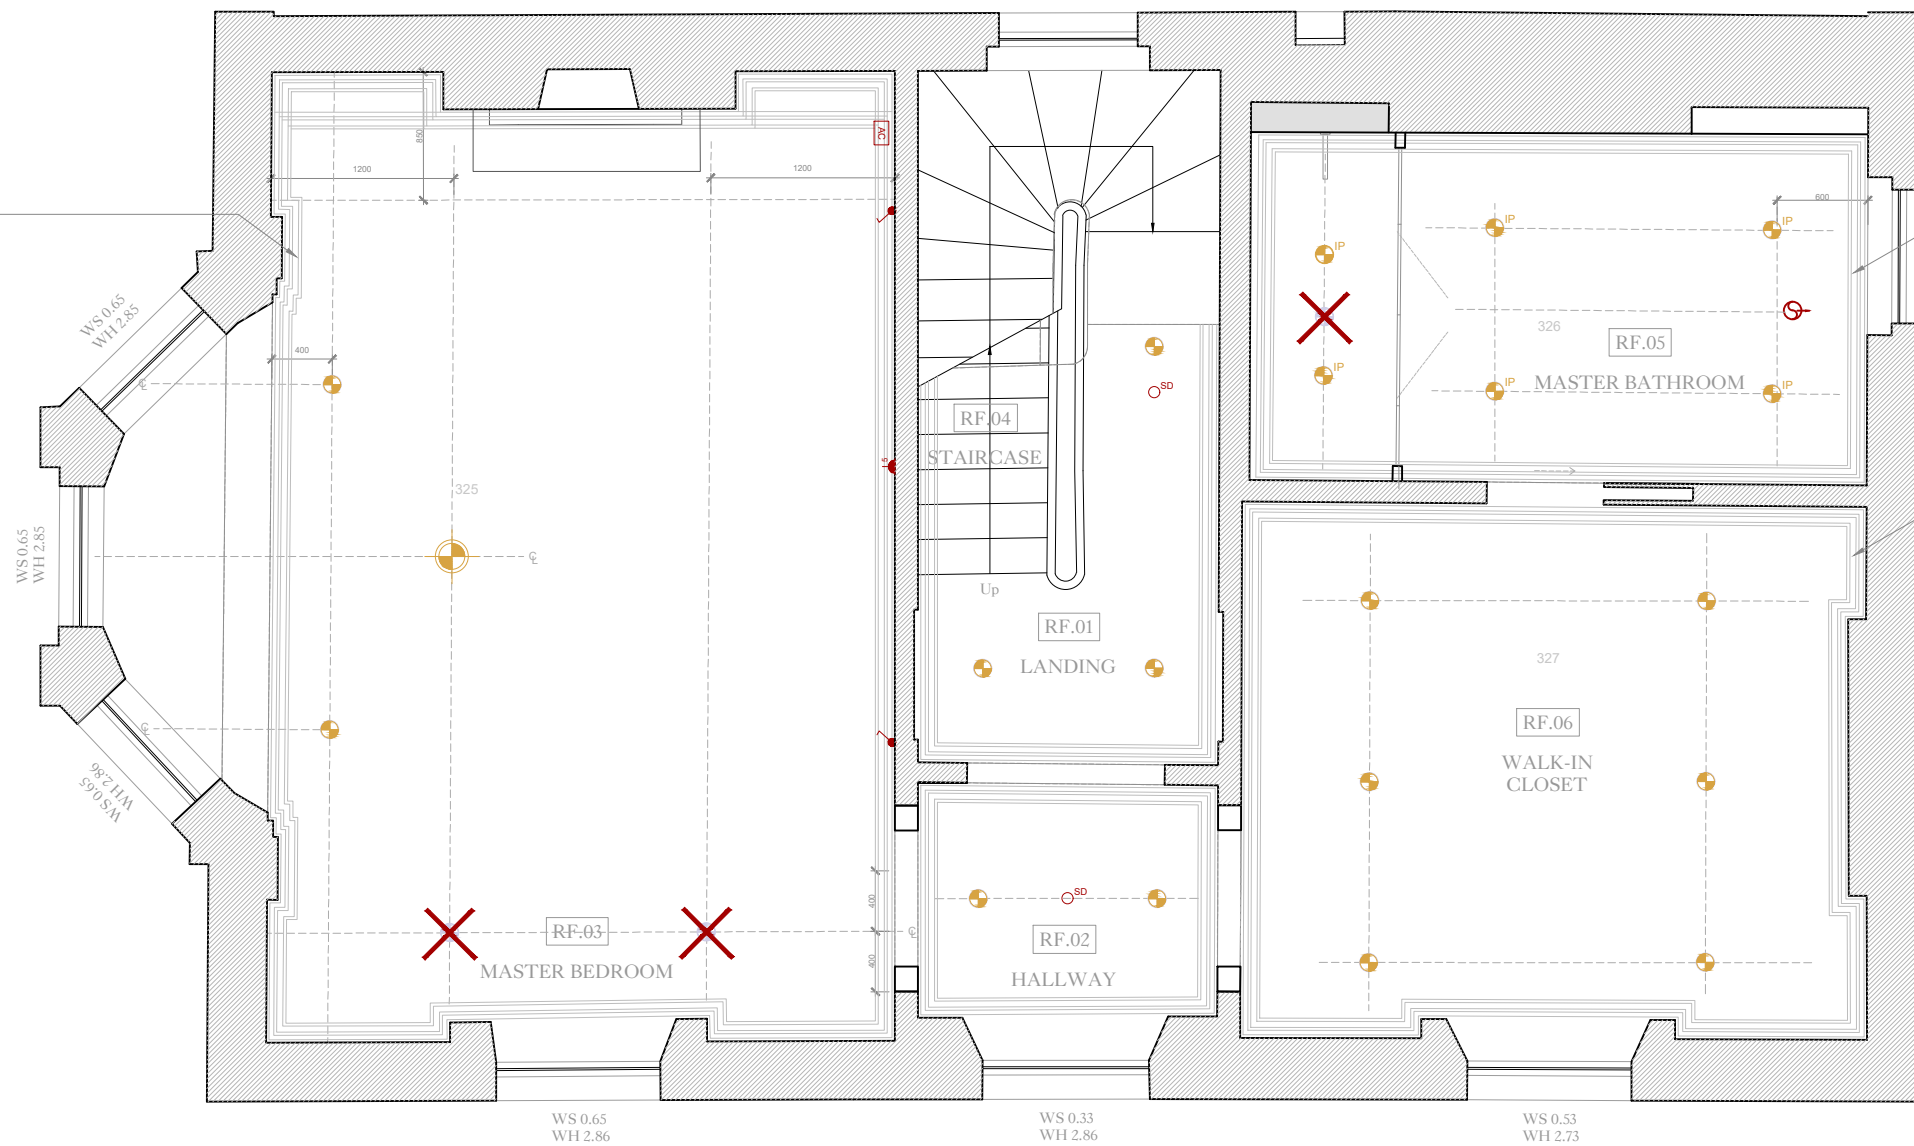 AC
850
1200
1200
600
IP
IP
IP
IP
IP
IP
WS 0.65
WH 2.85
326
RF.05
MASTER BATHROOM
400
SD
RF.04
STAIRCASE
325
WS 0.65
WH 2.85
Up
RF.01
LANDING
327
RF.06
WALK-IN
CLOSET
WS 0.65
WH 2.86
400
SD
RF.03
RF.02
400
MASTER BEDROOM
HALLWAY
WS 0.65
WH 2.86
WS 0.33
WH 2.86
WS 0.53
WH 2.73